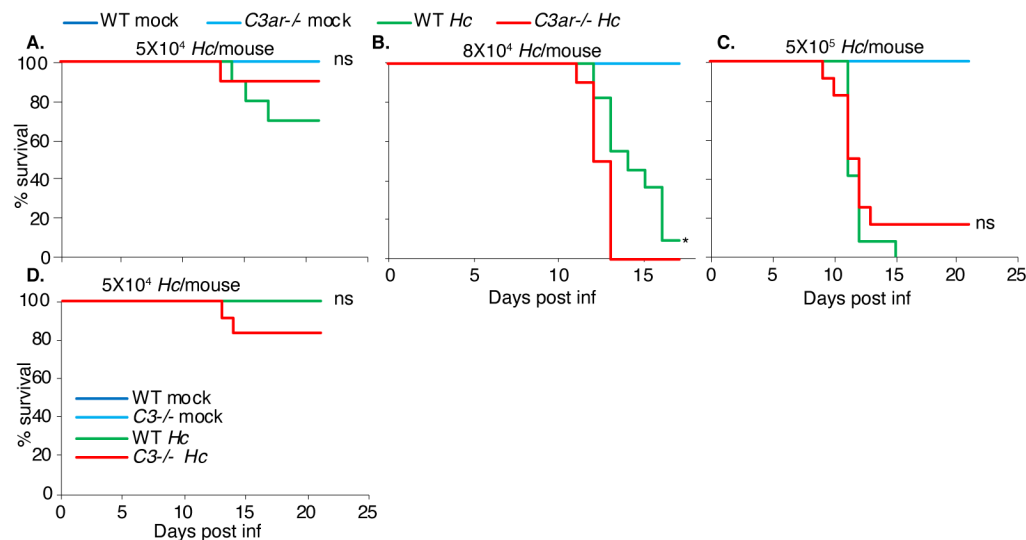 WT mock C3ar-/- mock WT Hc C3ar-/- Hc
A. 5X10⁴ Hc/mouse ns
100
80
60
40
20
0
% survival
B. 8X10⁴ Hc/mouse
*
0 5 10 15
Days post inf
C. 5X10⁵ Hc/mouse
ns
0 5 10 15 20 25
Days post inf
D. 5X10⁴ Hc/mouse ns
100
80
60
40
20
0
% survival
WT mock
C3-/- mock
WT Hc
C3-/- Hc
0 5 10 15 20 25
Days post inf